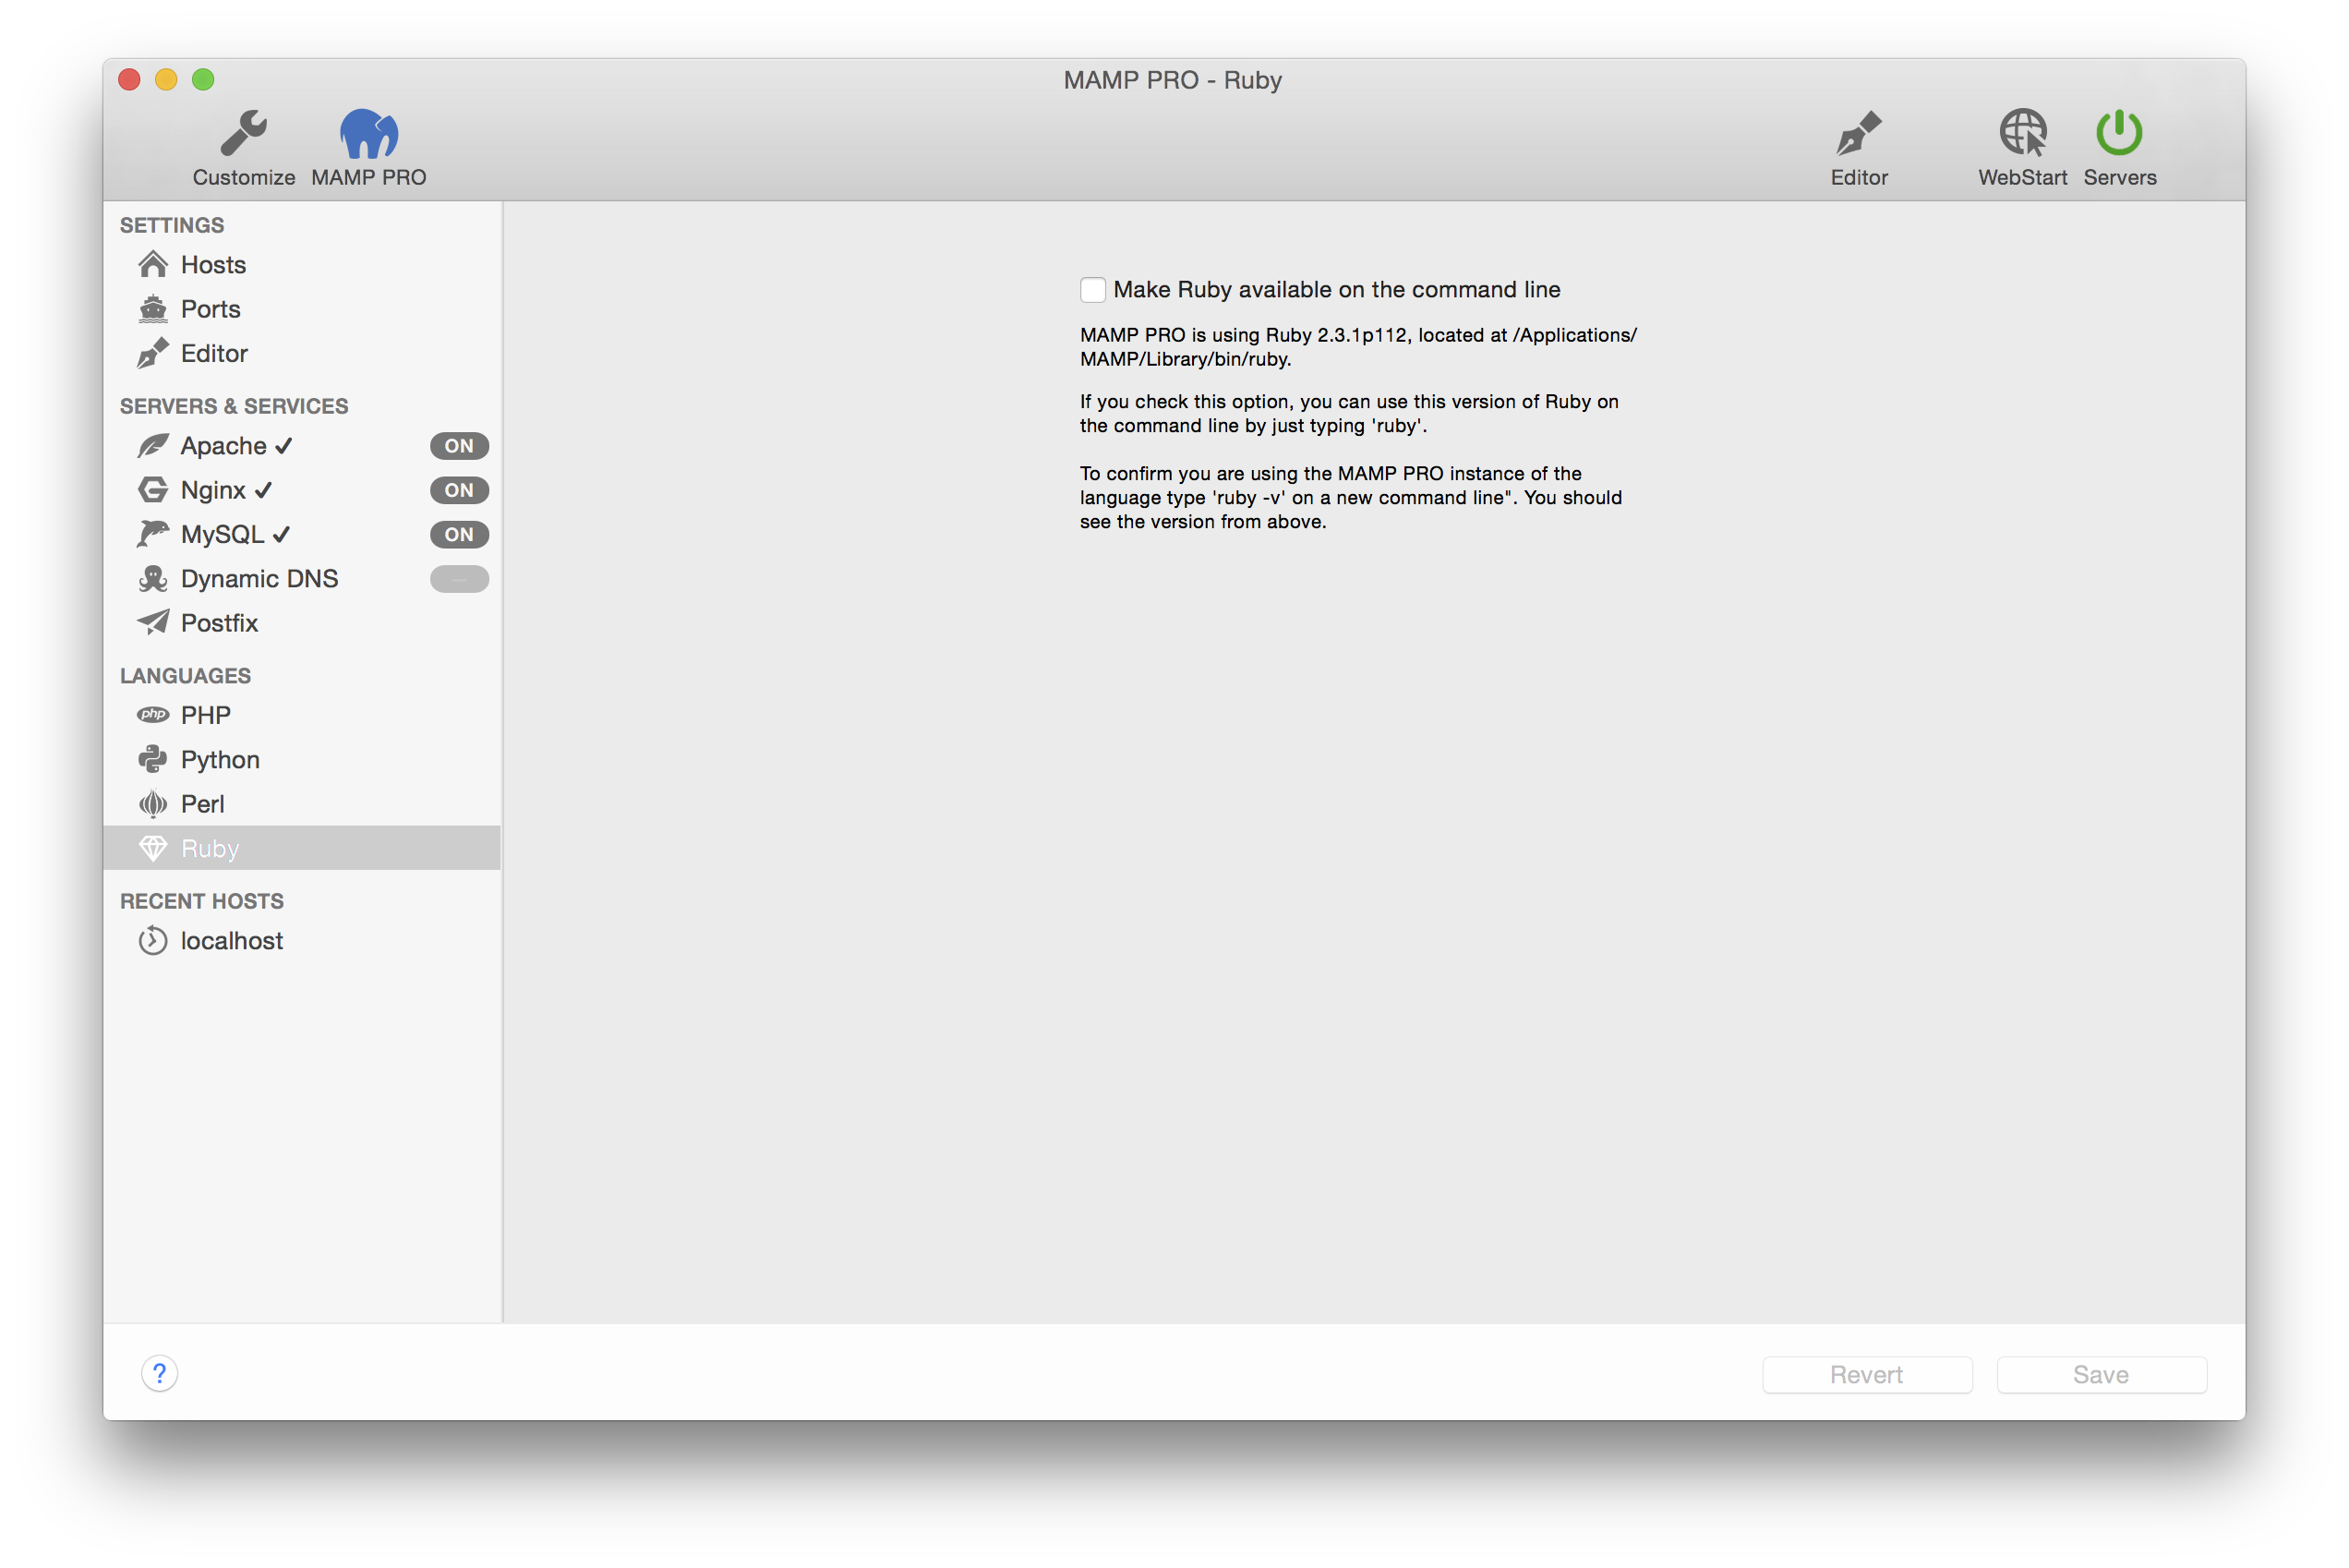 MAMP PRO - Ruby
Customize
MAMP PRO
Editor
WebStart
Servers
SETTINGS
Hosts
Ports
Editor
SERVERS & SERVICES
Apache ✓ ON
Nginx ✓ ON
MySQL ✓ ON
Dynamic DNS –
Postfix
LANGUAGES
php PHP
Python
Perl
Ruby
RECENT HOSTS
localhost
Make Ruby available on the command line
MAMP PRO is using Ruby 2.3.1p112, located at /Applications/
MAMP/Library/bin/ruby.
If you check this option, you can use this version of Ruby on
the command line by just typing 'ruby'.
To confirm you are using the MAMP PRO instance of the
language type 'ruby -v' on a new command line". You should
see the version from above.
?
Revert
Save